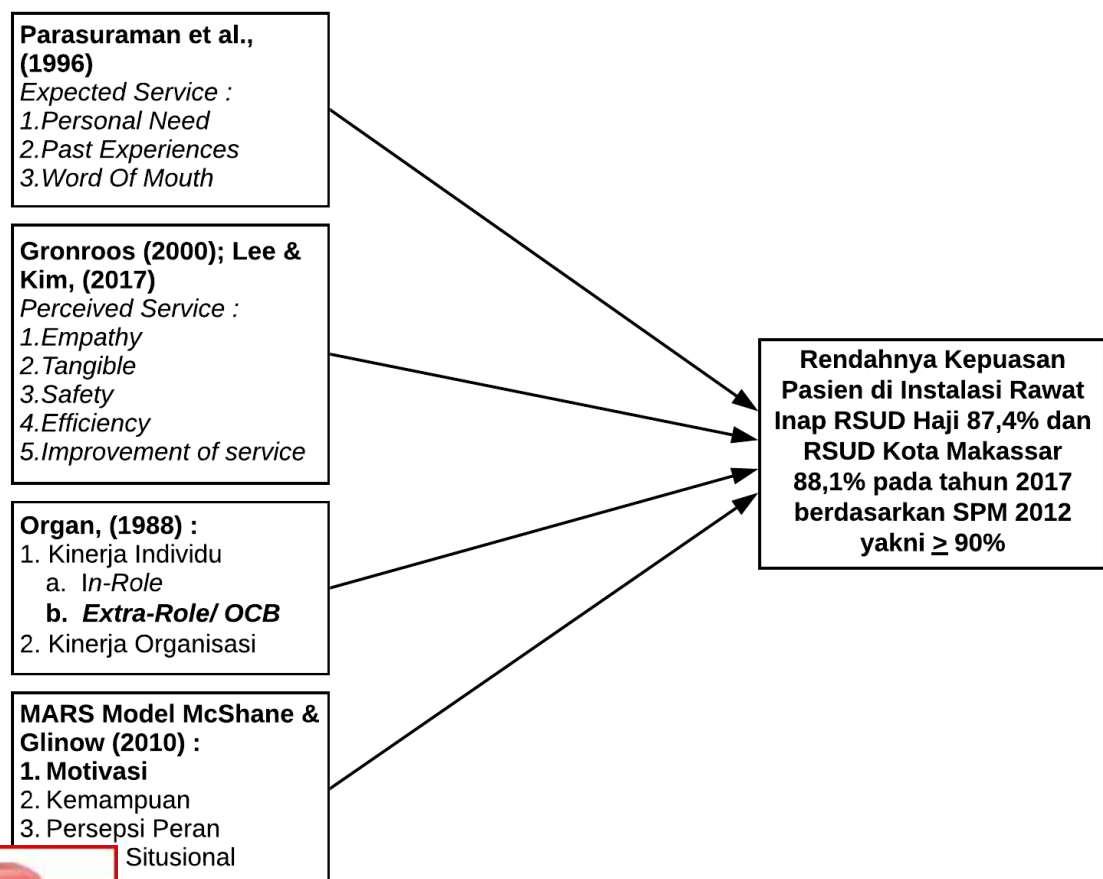 Parasuraman et al.,
(1996)
Expected Service :
1.Personal Need
2.Past Experiences
3.Word Of Mouth
Gronroos (2000); Lee &
Kim, (2017)
Perceived Service :
1.Empathy
2.Tangible
3.Safety
4.Efficiency
5.Improvement of service
Organ, (1988) :
1. Kinerja Individu
a. In-Role
b. Extra-Role/ OCB
2. Kinerja Organisasi
MARS Model McShane &
Glinow (2010) :
1. Motivasi
2. Kemampuan
3. Persepsi Peran
Situsional
Rendahnya Kepuasan
Pasien di Instalasi Rawat
Inap RSUD Haji 87,4% dan
RSUD Kota Makassar
88,1% pada tahun 2017
berdasarkan SPM 2012
yakni ≥ 90%